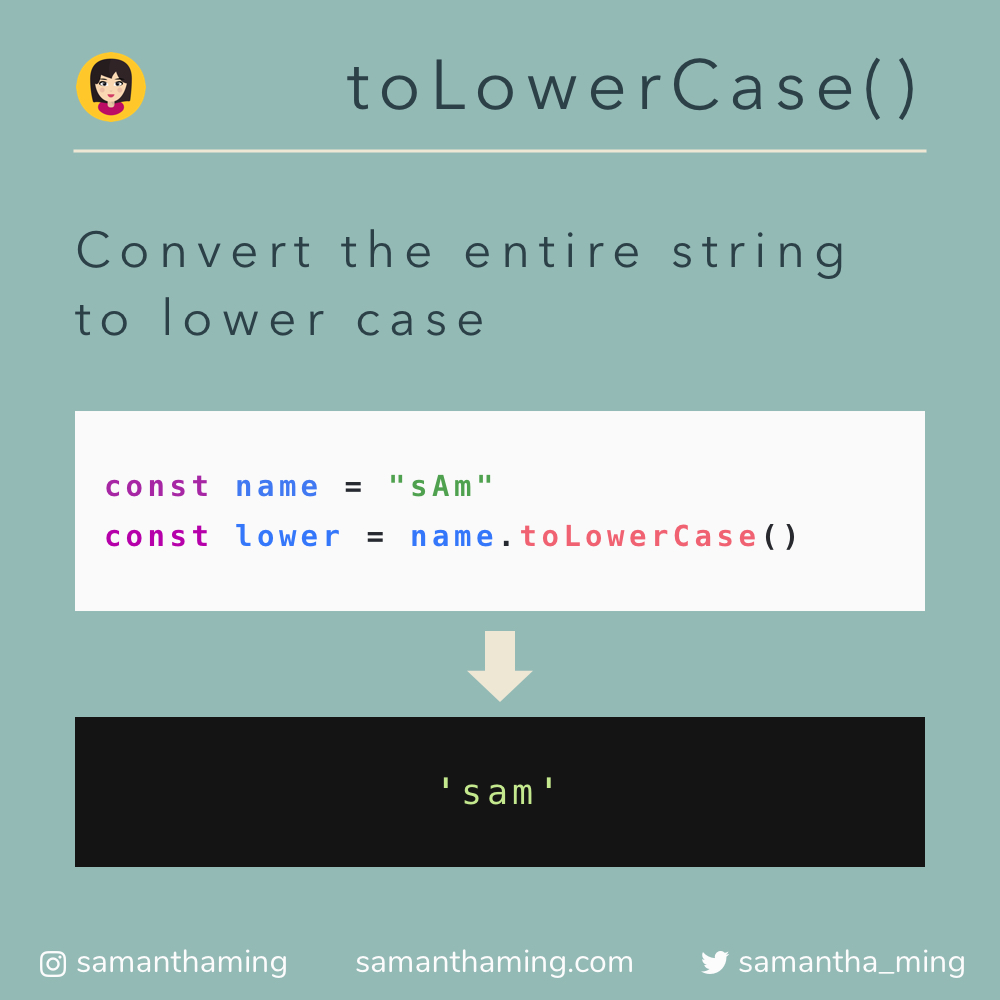 toLowerCase()
Convert the entire string
to lower case
const name = "sAm"
const lower = name.toLowerCase()
'sam'
samanthaming samanthaming.com samantha_ming